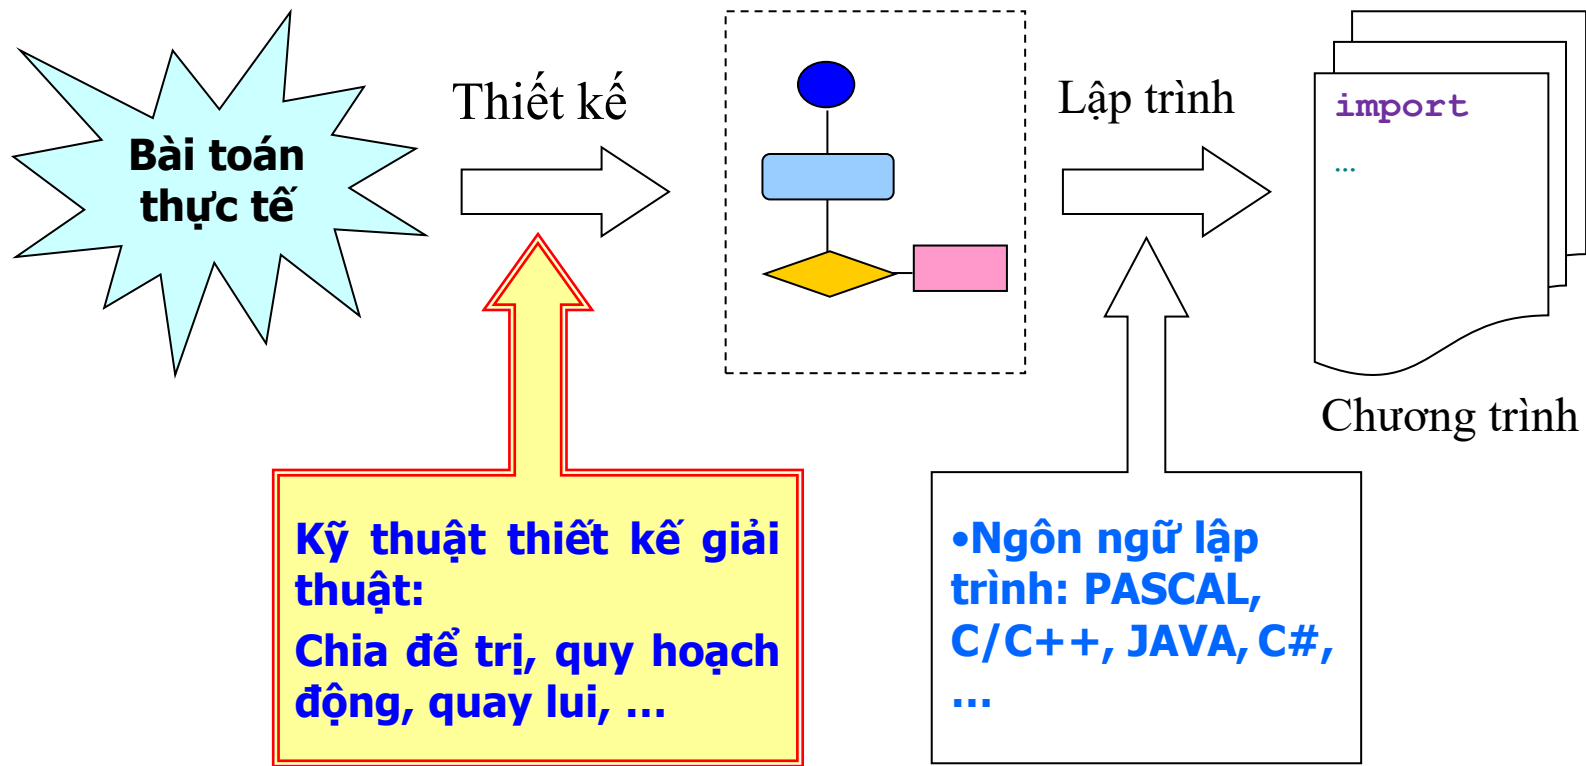 Bài toán
thực tế
Thiết kế
Lập trình
import
...
Chương trình
Kỹ thuật thiết kế giải
thuật:
Chia để trị, quy hoạch
động, quay lui, …
•Ngôn ngữ lập
trình: PASCAL,
C/C++, JAVA, C#,
…